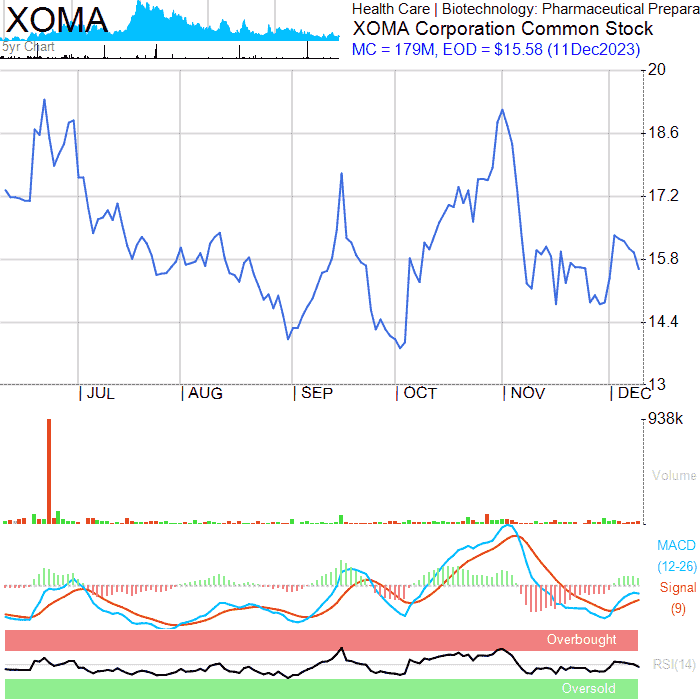 XOMA
5yr Chart
Health Care | Biotechnology: Pharmaceutical Prepara
XOMA Corporation Common Stock
MC = 179M, EOD = $15.58 (11Dec2023)
20
18.6
17.2
15.8
14.4
13
| JUL | AUG | SEP | OCT | NOV | DEC
938k
Volume
MACD
(12-26)
Signal
(9)
Overbought
RSI(14)
Oversold